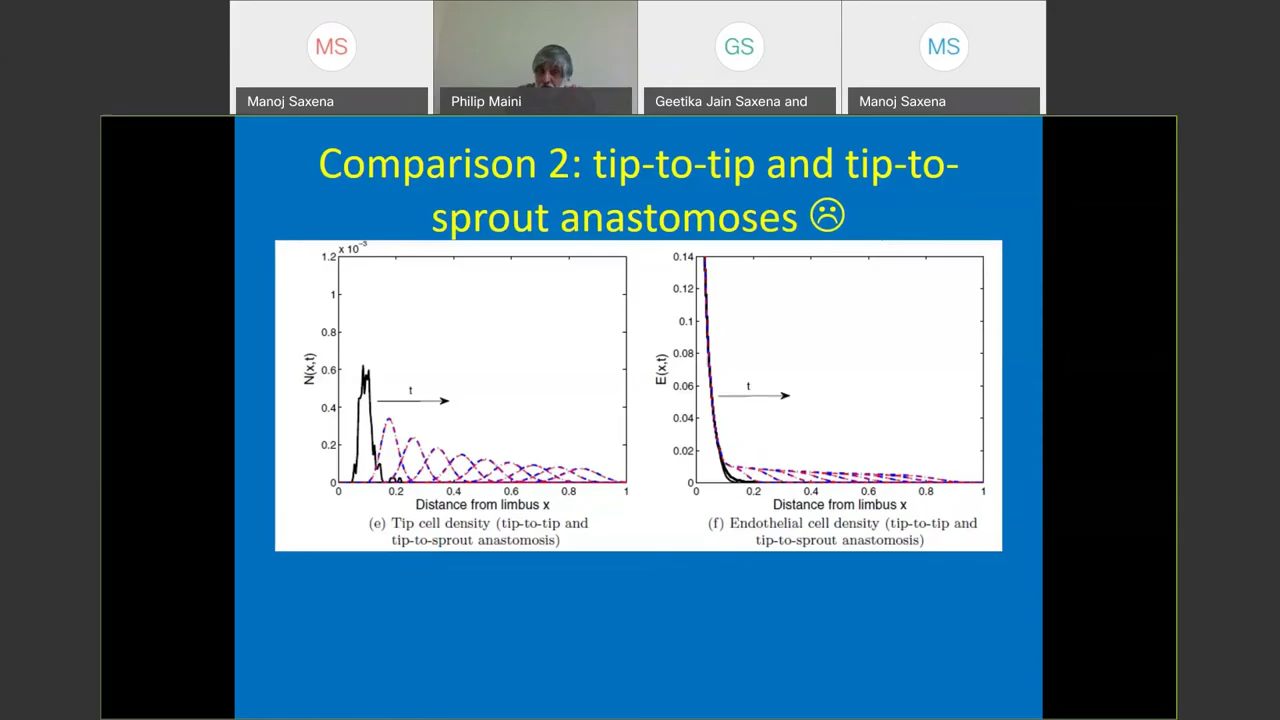 MS
GS
MS
Manoj Saxena
Philip Maini
Geetika Jain Saxena and
Manoj Saxena
Comparison 2: tip-to-tip and tip-to-
sprout anastomoses ☹
x 10⁻³
1.2
1
0.8
0.6
0.4
0.2
0
N(x,t)
t
0 0.2 0.4 0.6 0.8 1
Distance from limbus x
(e) Tip cell density (tip-to-tip and
tip-to-sprout anastomosis)
0.14
0.12
0.1
0.08
0.06
0.04
0.02
0
E(x,t)
t
0 0.2 0.4 0.6 0.8 1
Distance from limbus x
(f) Endothelial cell density (tip-to-tip and
tip-to-sprout anastomosis)